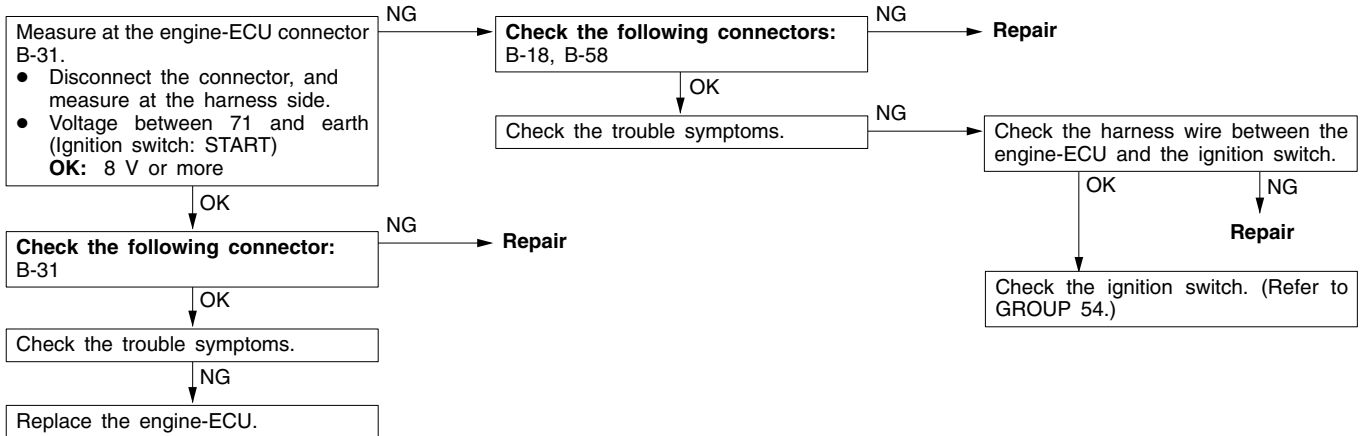 Measure at the engine-ECU connector
B-31.
● Disconnect the connector, and
measure at the harness side.
● Voltage between 71 and earth
(Ignition switch: START)
OK: 8 V or more
NG
Check the following connectors:
B-18, B-58
NG
Repair
OK
Check the trouble symptoms.
NG
Check the harness wire between the
engine-ECU and the ignition switch.
OK
NG
Repair
Check the ignition switch. (Refer to
GROUP 54.)
OK
Check the following connector:
B-31
NG
Repair
OK
Check the trouble symptoms.
NG
Replace the engine-ECU.